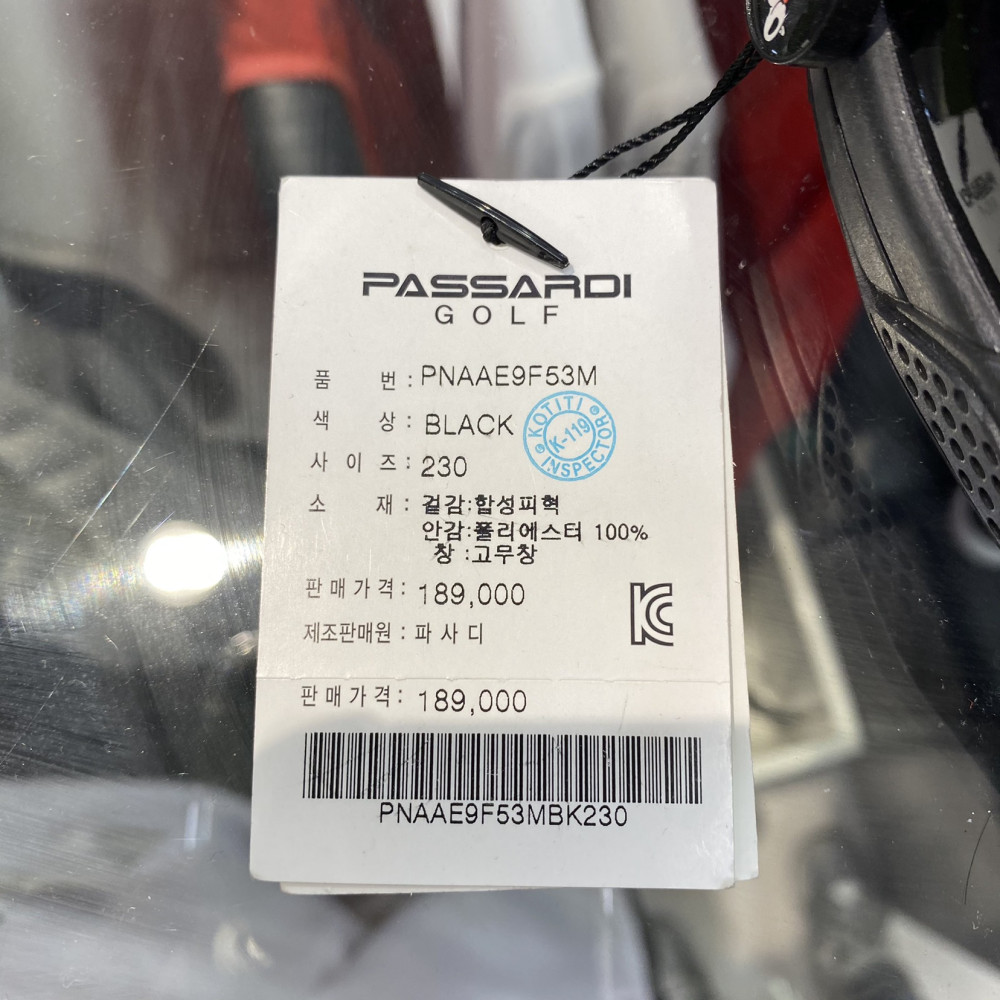 PASSARDI
GOLF
품 번 : PNAAE9F53M
색 상 : BLACK
KOTITI
K-119
INSPECTOR
사 이 즈 : 230
소 재 : 겉감:합성피혁
안감:폴리에스터 100%
창 :고무창
판 매 가 격 : 189,000
제조판매원 : 파 사 디
판 매 가 격 : 189,000
PNAAE9F53MBK230